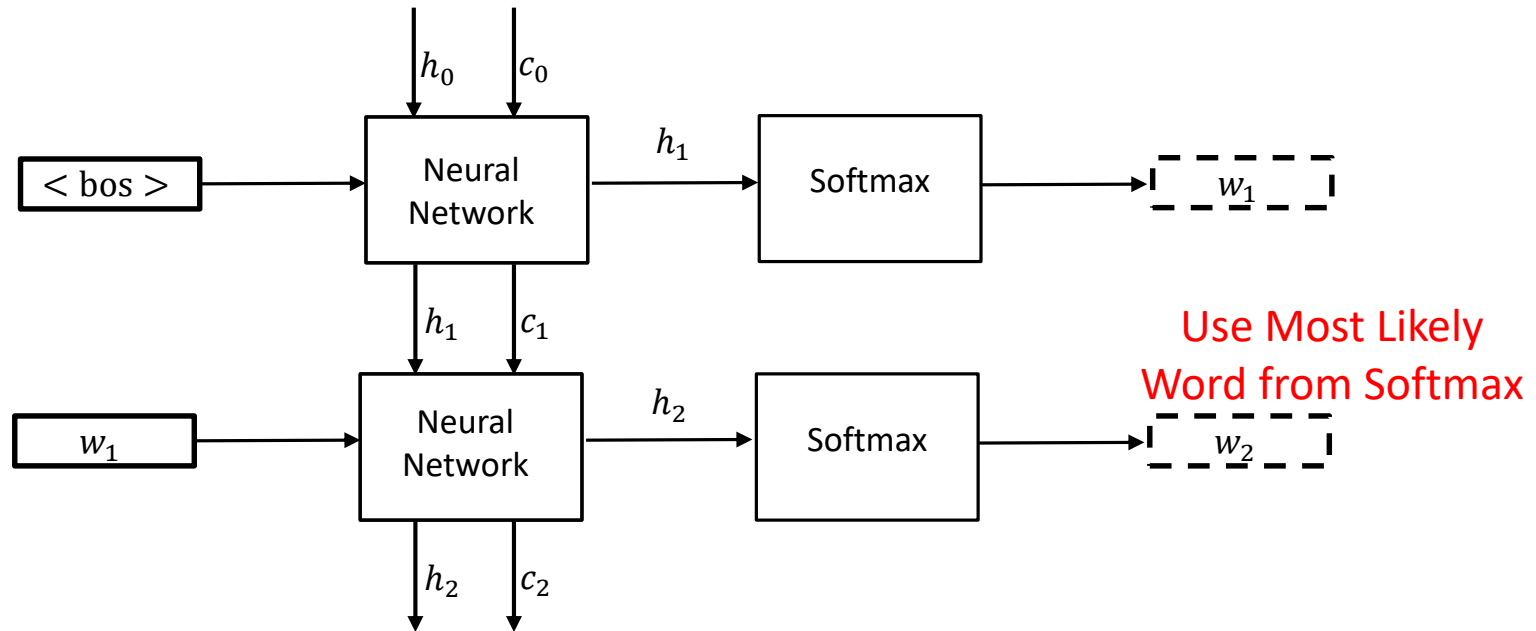 h₀ c₀
< bos >
Neural
Network
h₁
Softmax
w₁
h₁ c₁
Use Most Likely
Word from Softmax
w₁
Neural
Network
h₂
Softmax
w₂
h₂ c₂